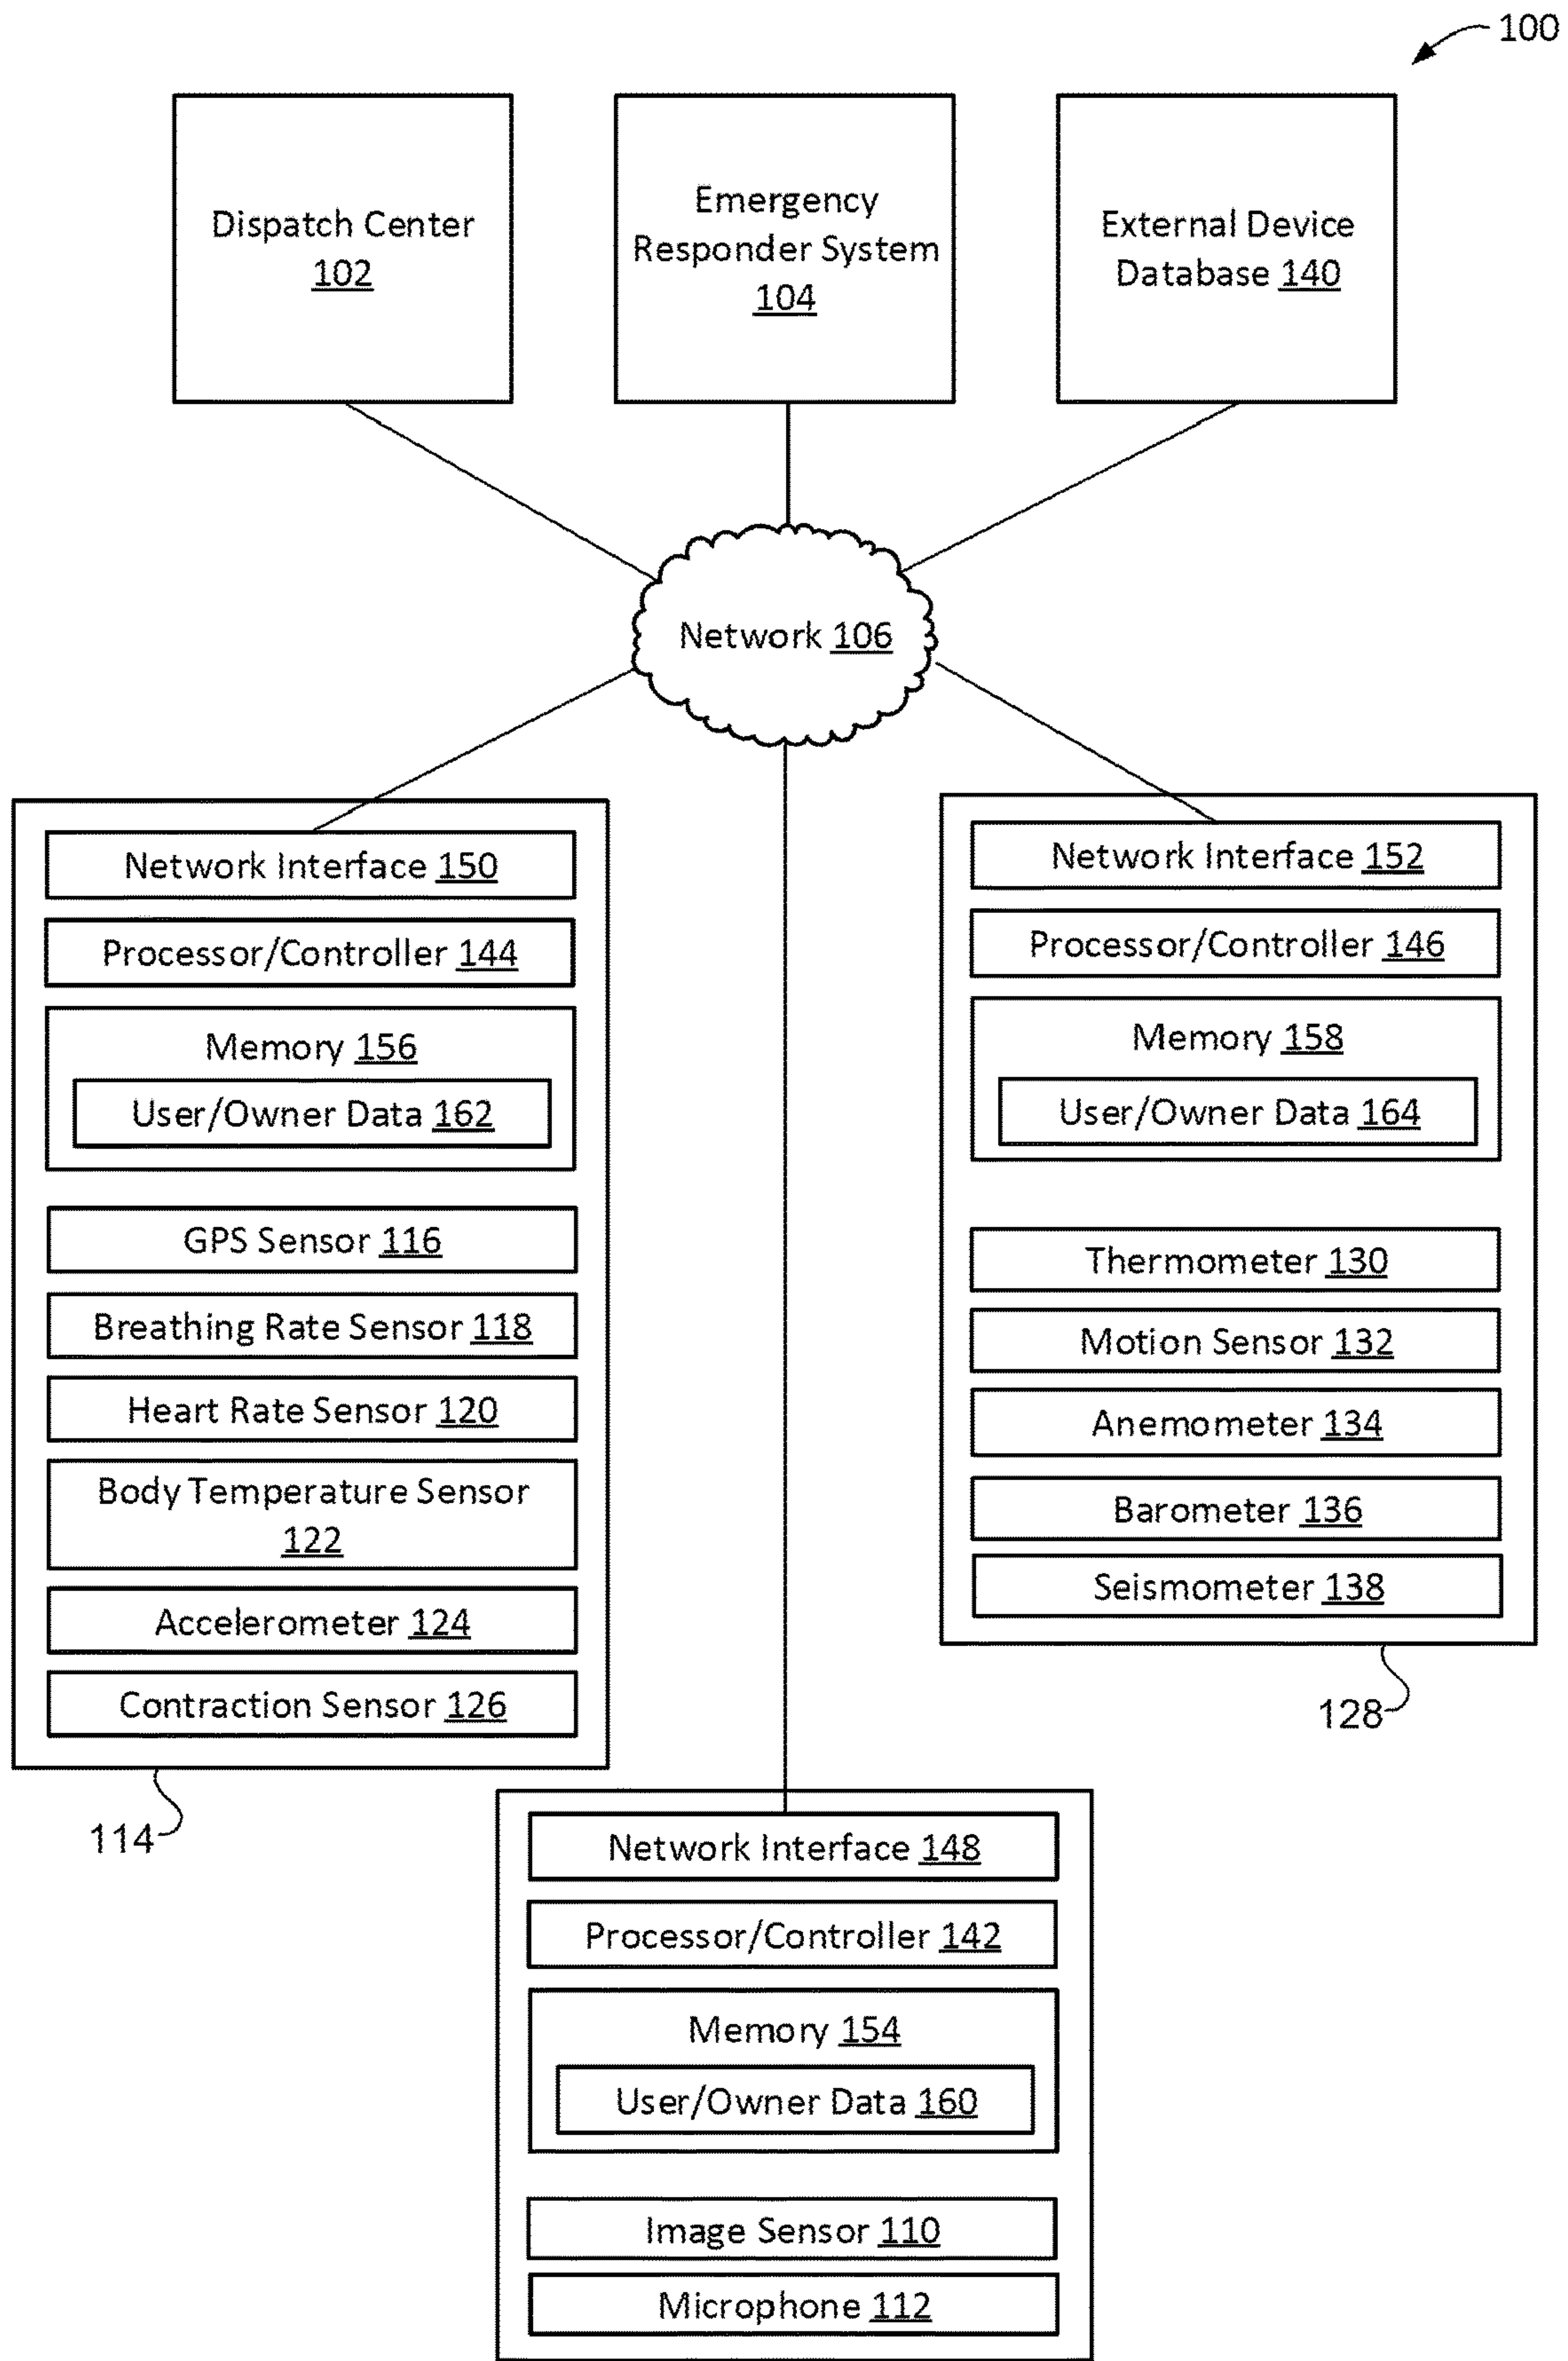 100
Dispatch Center
102
Emergency
Responder System
104
External Device
Database 140
Network 106
Network Interface 150
Processor/Controller 144
Memory 156
User/Owner Data 162
GPS Sensor 116
Breathing Rate Sensor 118
Heart Rate Sensor 120
Body Temperature Sensor
122
Accelerometer 124
Contraction Sensor 126
114
Network Interface 152
Processor/Controller 146
Memory 158
User/Owner Data 164
Thermometer 130
Motion Sensor 132
Anemometer 134
Barometer 136
Seismometer 138
128
Network Interface 148
Processor/Controller 142
Memory 154
User/Owner Data 160
Image Sensor 110
Microphone 112